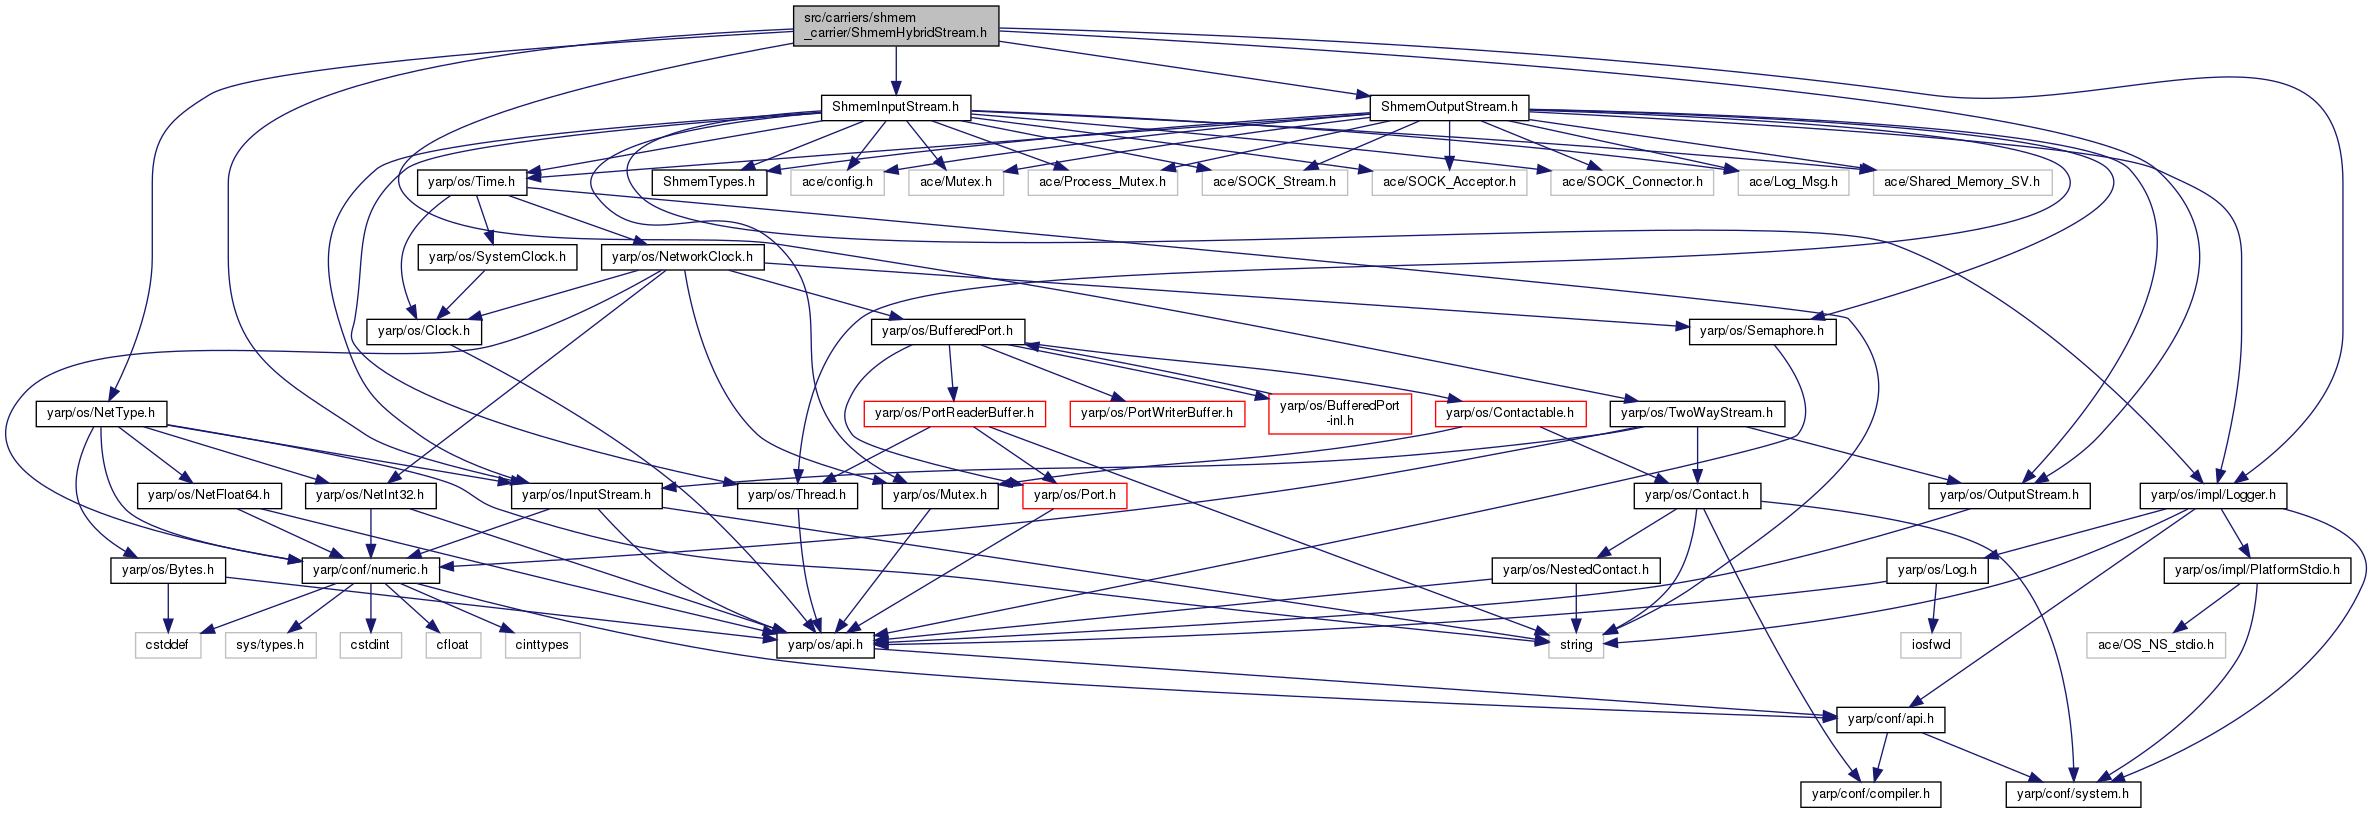 src/carriers/shmem
_carrier/ShmemHybridStream.h
ShmemInputStream.h
ShmemOutputStream.h
yarp/os/Time.h
ShmemTypes.h
ace/config.h
ace/Mutex.h
ace/Process_Mutex.h
ace/SOCK_Stream.h
ace/SOCK_Acceptor.h
ace/SOCK_Connector.h
ace/Log_Msg.h
ace/Shared_Memory_SV.h
yarp/os/SystemClock.h
yarp/os/NetworkClock.h
yarp/os/Clock.h
yarp/os/BufferedPort.h
yarp/os/Semaphore.h
yarp/os/NetType.h
yarp/os/PortReaderBuffer.h
yarp/os/PortWriterBuffer.h
yarp/os/BufferedPort
-inl.h
yarp/os/Contactable.h
yarp/os/TwoWayStream.h
yarp/os/NetFloat64.h
yarp/os/NetInt32.h
yarp/os/InputStream.h
yarp/os/Thread.h
yarp/os/Mutex.h
yarp/os/Port.h
yarp/os/Contact.h
yarp/os/OutputStream.h
yarp/os/impl/Logger.h
yarp/os/Bytes.h
yarp/conf/numeric.h
yarp/os/NestedContact.h
yarp/os/Log.h
yarp/os/impl/PlatformStdio.h
cstddef
sys/types.h
cstdint
cfloat
cinttypes
yarp/os/api.h
string
iosfwd
ace/OS_NS_stdio.h
yarp/conf/api.h
yarp/conf/compiler.h
yarp/conf/system.h